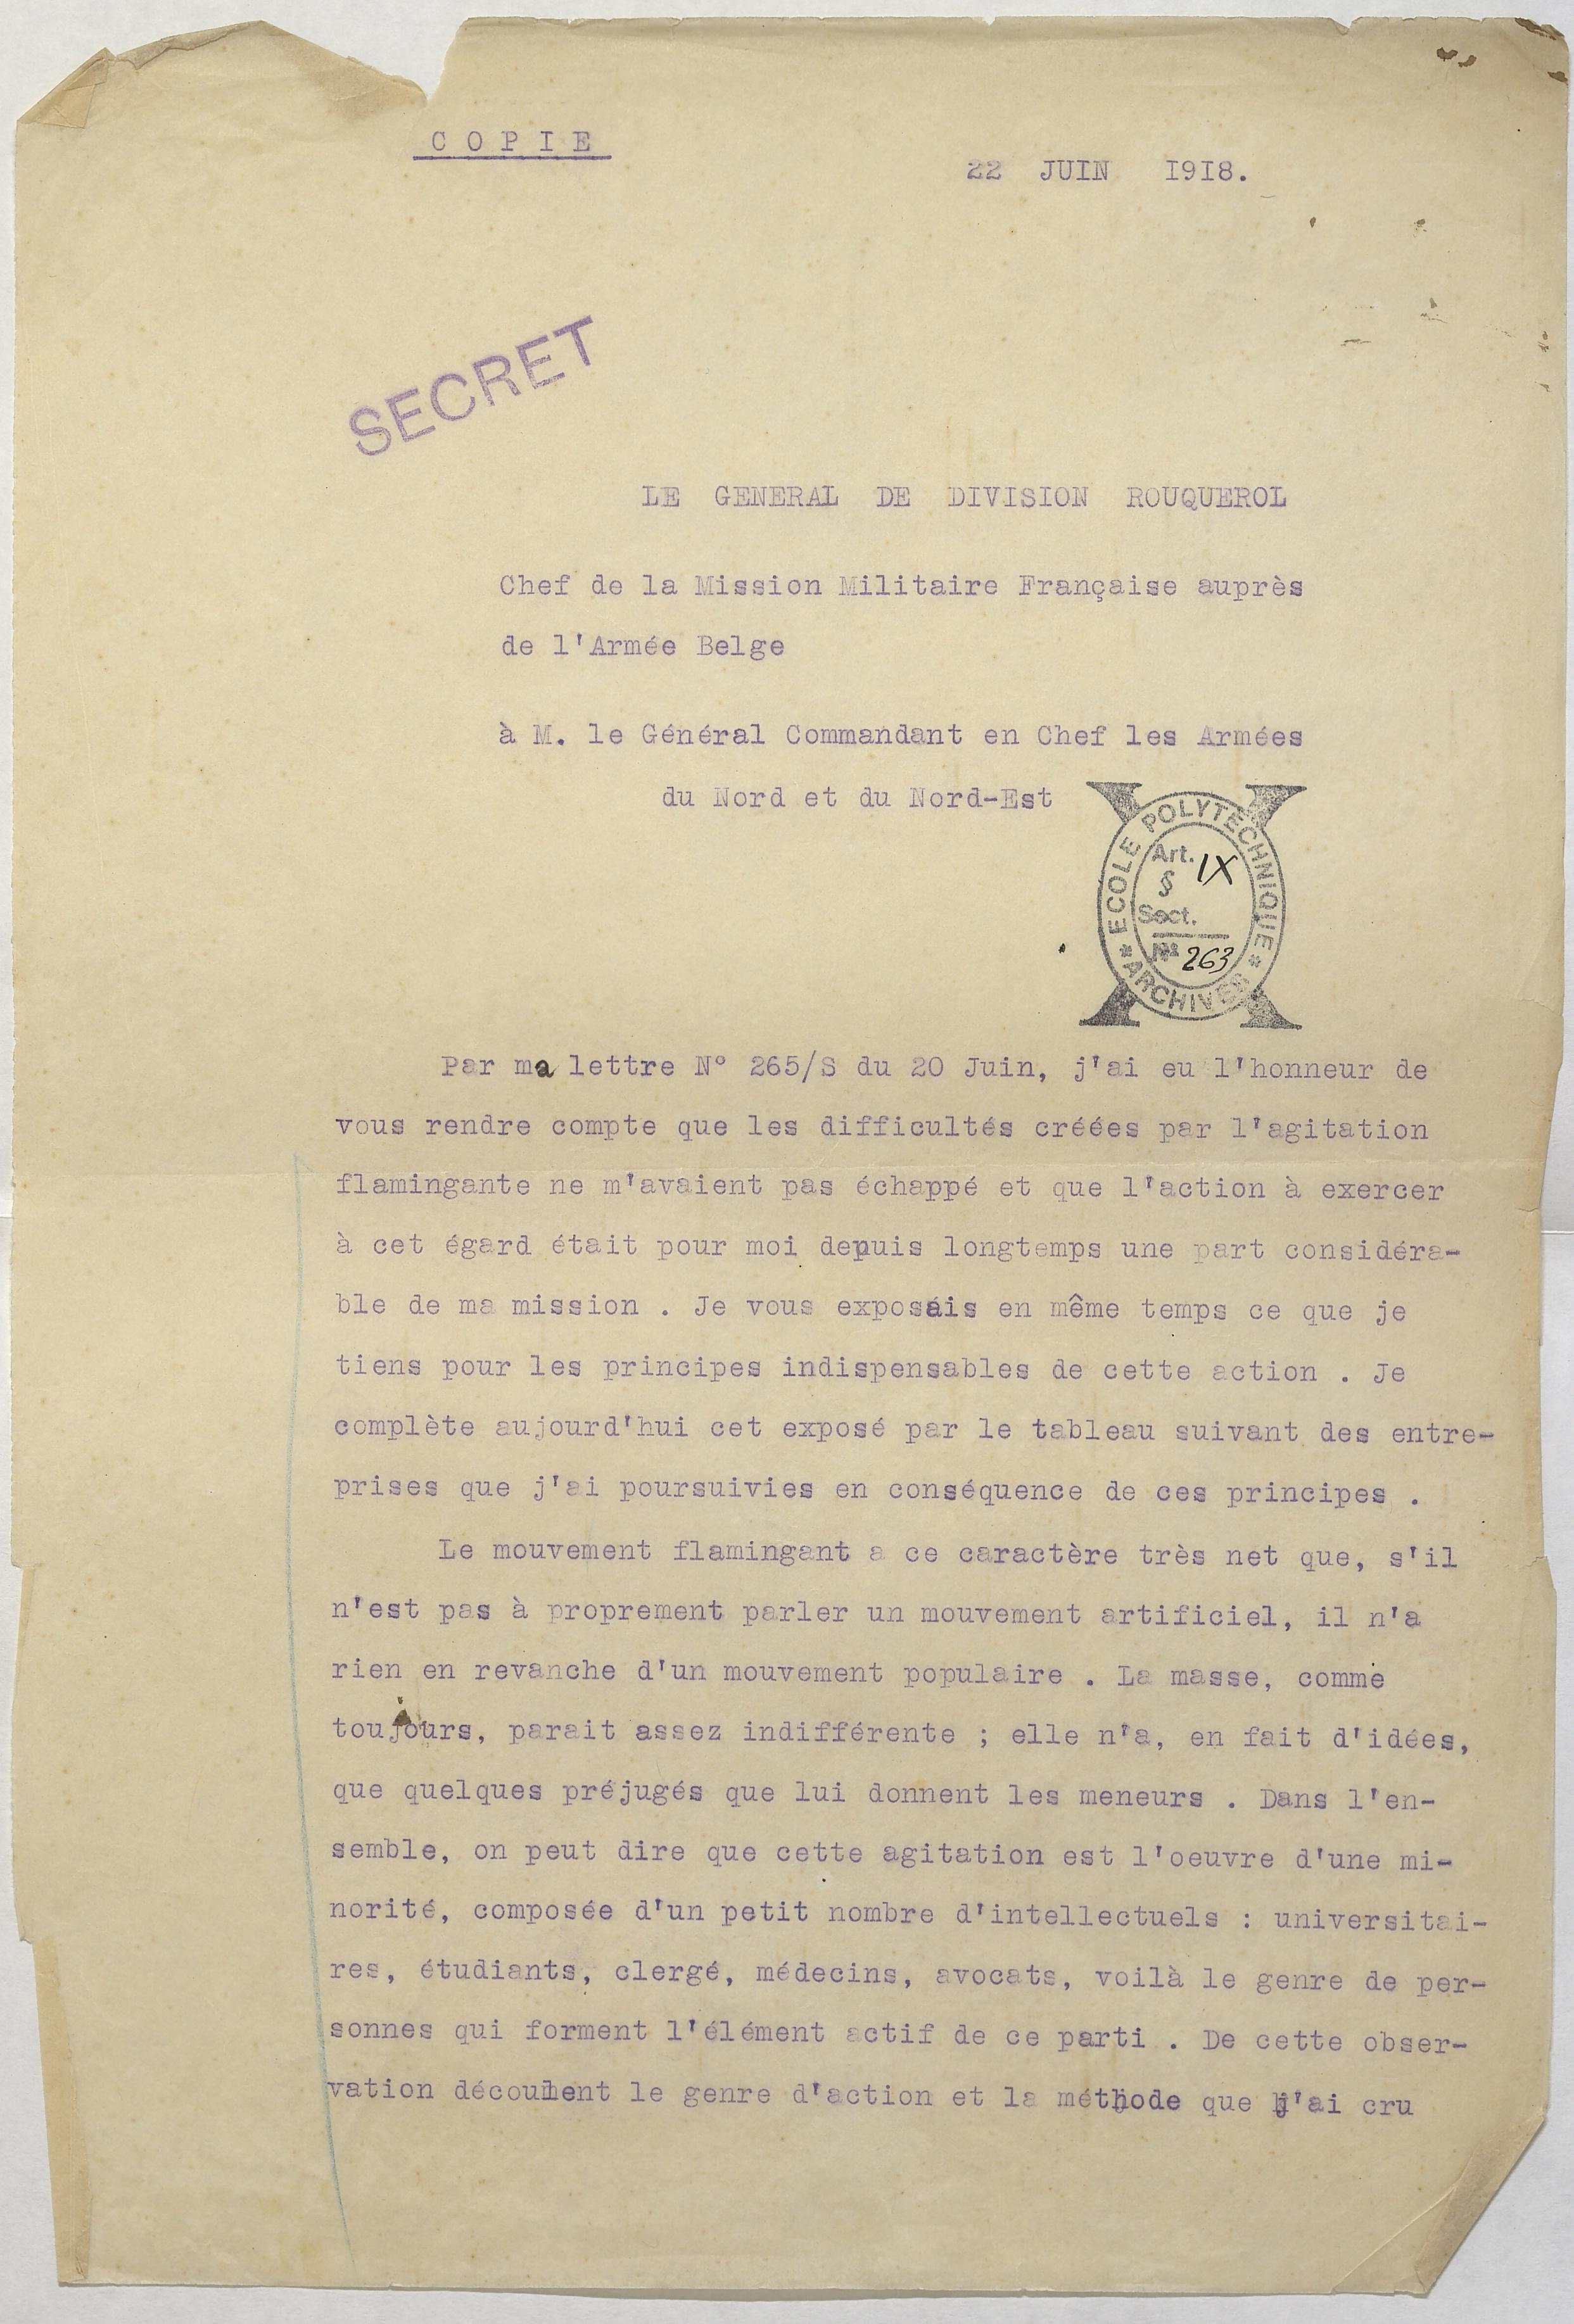 COPIE
22 JUIN 1918.
SECRET
LE GENERAL DE DIVISION ROUQUEROL
Chef de la Mission Militaire Française auprès
de l'Armée Belge
à M. le Général Commandant en Chef les Armées
du Nord et du Nord-Est
ECOLE POLYTECHNIQUE
Art. IX
§
Sect.
Nº 263
* ARCHIVES *
Par ma lettre N° 265/S du 20 Juin, j'ai eu l'honneur de
vous rendre compte que les difficultés créées par l'agitation
flamingante ne m'avaient pas échappé et que l'action à exercer
à cet égard était pour moi depuis longtemps une part considéra-
ble de ma mission . Je vous exposais en même temps ce que je
tiens pour les principes indispensables de cette action . Je
complète aujourd'hui cet exposé par le tableau suivant des entre-
prises que j'ai poursuivies en conséquence de ces principes .
Le mouvement flamingant a ce caractère très net que, s'il
n'est pas à proprement parler un mouvement artificiel, il n'a
rien en revanche d'un mouvement populaire . La masse, comme
toujours, parait assez indifférente ; elle n'a, en fait d'idées,
que quelques préjugés que lui donnent les meneurs . Dans l'en-
semble, on peut dire que cette agitation est l'oeuvre d'une mi-
norité, composée d'un petit nombre d'intellectuels : universitai-
res, étudiants, clergé, médecins, avocats, voilà le genre de per-
sonnes qui forment l'élément actif de ce parti . De cette obser-
vation découlent le genre d'action et la méthode que j'ai cru